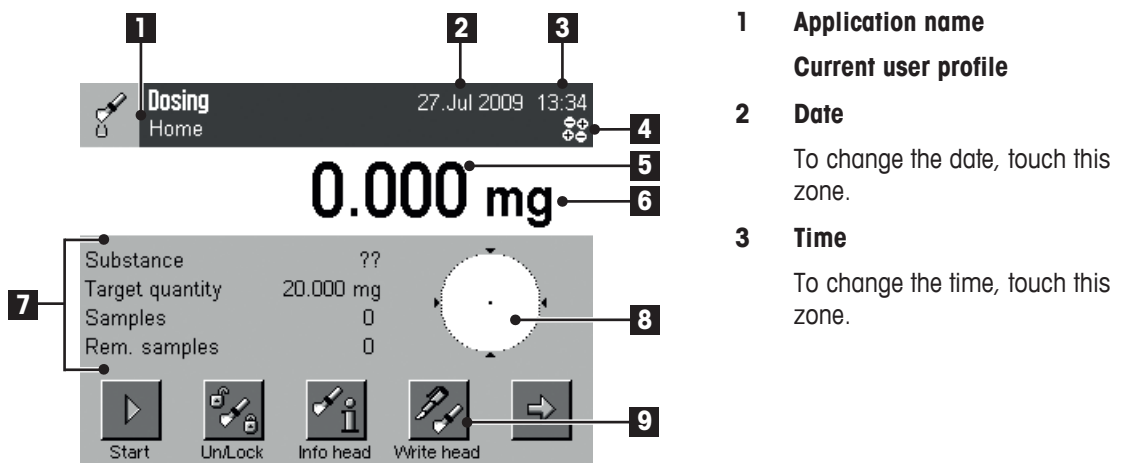 1 2 3
Dosing 27.Jul 2009 13:34
Home
4
5
0.000 mg
6
7
Substance ??
Target quantity 20.000 mg
Samples 0
Rem. samples 0
8
9
Start Un/Lock Info head Write head
1 Application name
Current user profile
2 Date
To change the date, touch this
zone.
3 Time
To change the time, touch this
zone.